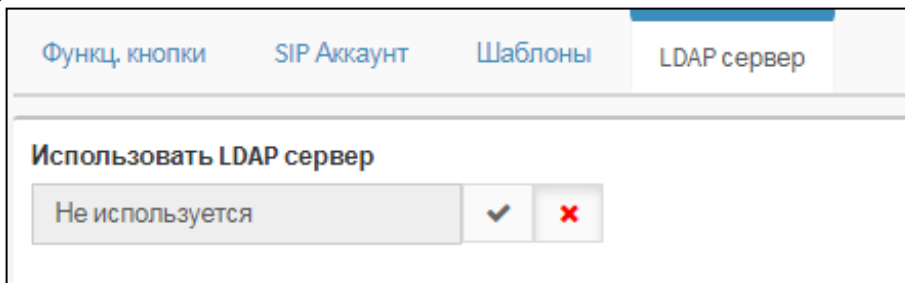 Функц. кнопки SIP Аккаунт Шаблоны LDAP сервер
Использовать LDAP сервер
Не используется